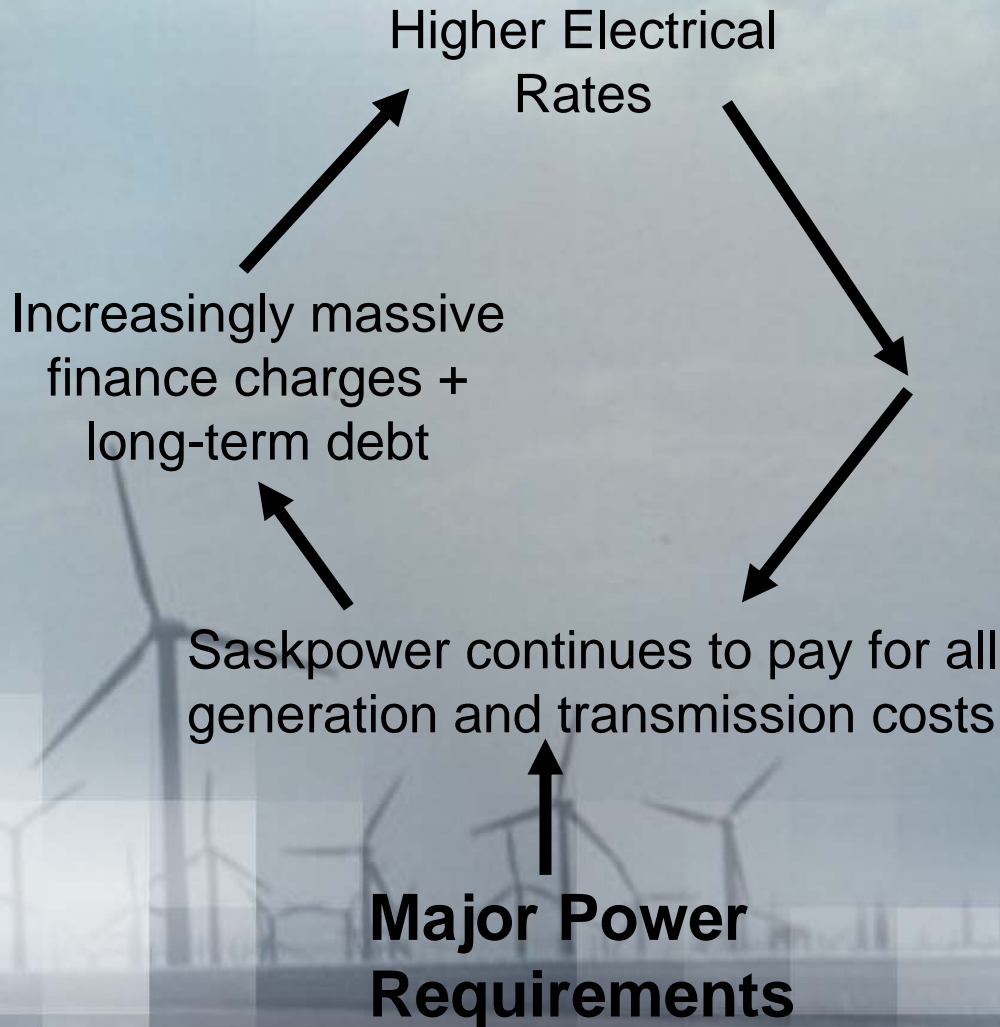 Higher Electrical
Rates
Increasingly massive
finance charges +
long-term debt
Saskpower continues to pay for all
generation and transmission costs
Major Power
Requirements